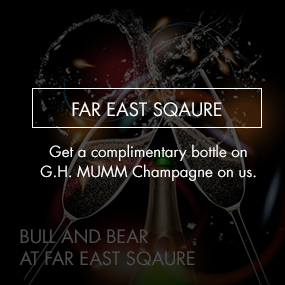 FAR EAST SQAURE
Get a complimentary bottle on
G.H. MUMM Champagne on us.
BULL AND BEAR
AT FAR EAST SQAURE